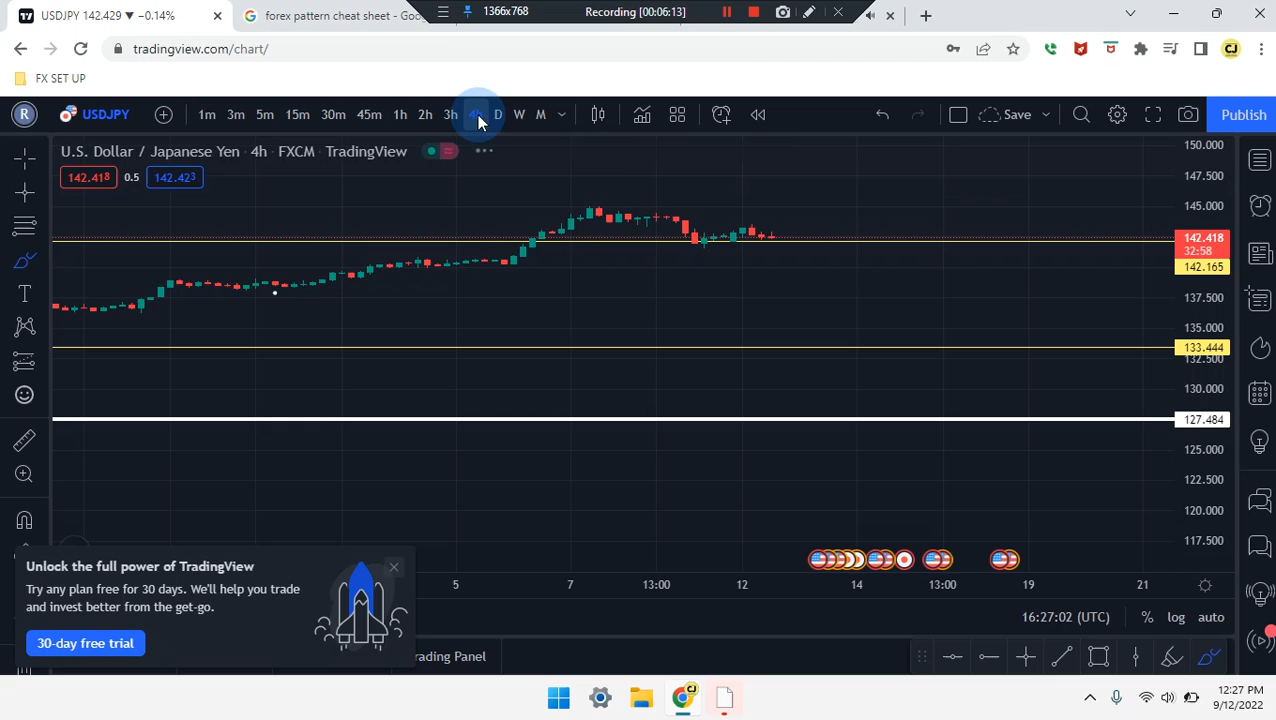 USDJPY 142.429 ▼ −0.14%
forex pattern cheat sheet - Goo
1366x768
Recording [00:06:13]
tradingview.com/chart/
CJ
FX SET UP
R
USDJPY
1m 3m 5m 15m 30m 45m 1h 2h 3h 4h D W M
Save
Publish
U.S. Dollar / Japanese Yen · 4h · FXCM · TradingView
142.418 0.5 142.423
150.000
147.500
145.000
142.418
32:58
142.165
137.500
135.000
133.444
132.500
130.000
127.484
125.000
122.500
120.000
117.500
Unlock the full power of TradingView
Try any plan free for 30 days. We'll help you trade
and invest better from the get-go.
30-day free trial
5 7 13:00 12 14 13:00 19 21
16:27:02 (UTC) % log auto
rading Panel
CJ
12:27 PM
9/12/2022